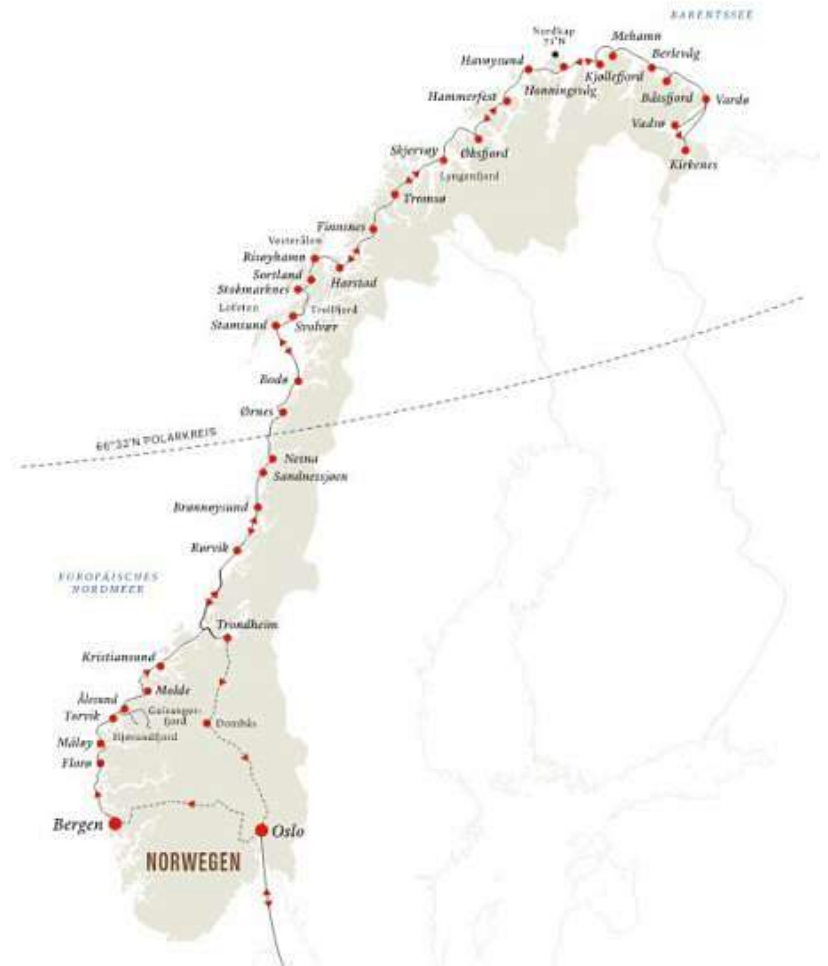 BARENTSSEE
Nordkap
71°N
Mehamn
Berlevåg
Havøysund
Kjøllefjord
Honningsvåg
Båtsfjord
Vardø
Hammerfest
Vadsø
Kirkenes
Skjervøy
Øksfjord
Lyngenfjord
Tromsø
Finnsnes
Vesterålen
Risøyhamn
Sortland
Harstad
Stokmarknes
Lofoten
Trollfjord
Stamsund
Svolvær
Bodø
Ørnes
66°32'N POLARKREIS
Nesna
Sandnessjøen
Brønnøysund
Rørvik
EUROPÄISCHES
NORDMEER
Trondheim
Kristiansund
Molde
Ålesund
Geiranger-
fjord
Torvik
Dombås
Hjørundfjord
Måløy
Florø
Bergen
Oslo
NORWEGEN